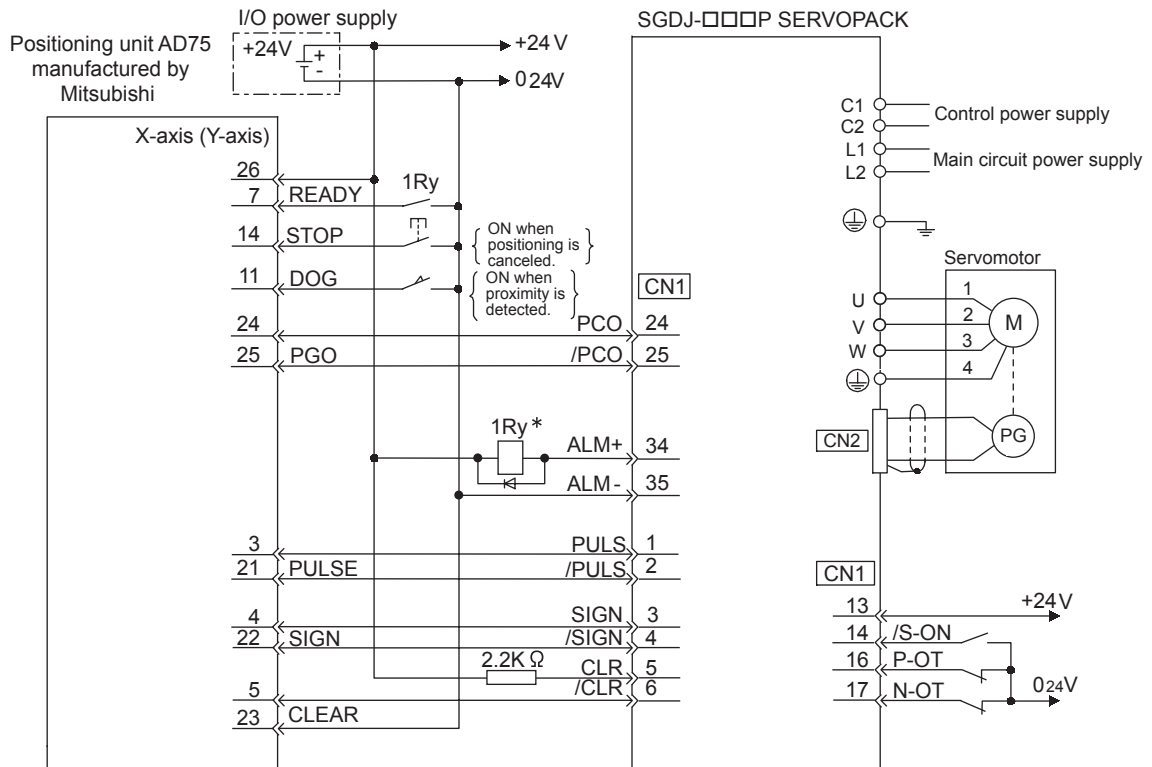 I/O power supply
SGDJ-□□□P SERVOPACK
Positioning unit AD75
manufactured by
Mitsubishi
+24V
+
-
+24 V
0 24V
X-axis (Y-axis)
26
7 READY 1Ry
14 STOP
ON when
positioning is
canceled.
11 DOG
ON when
proximity is
detected.
CN1
24 PCO 24
25 PGO /PCO 25
1Ry*
ALM+ 34
ALM- 35
3 PULS 1
21 PULSE /PULS 2
4 SIGN 3
22 SIGN /SIGN 4
2.2K Ω
CLR 5
5 /CLR 6
23 CLEAR
C1
C2
Control power supply
L1
L2
Main circuit power supply
Servomotor
U 1
V 2
W 3
4
M
CN2
PG
CN1
13 +24V
14 /S-ON
16 P-OT
17 N-OT
024V